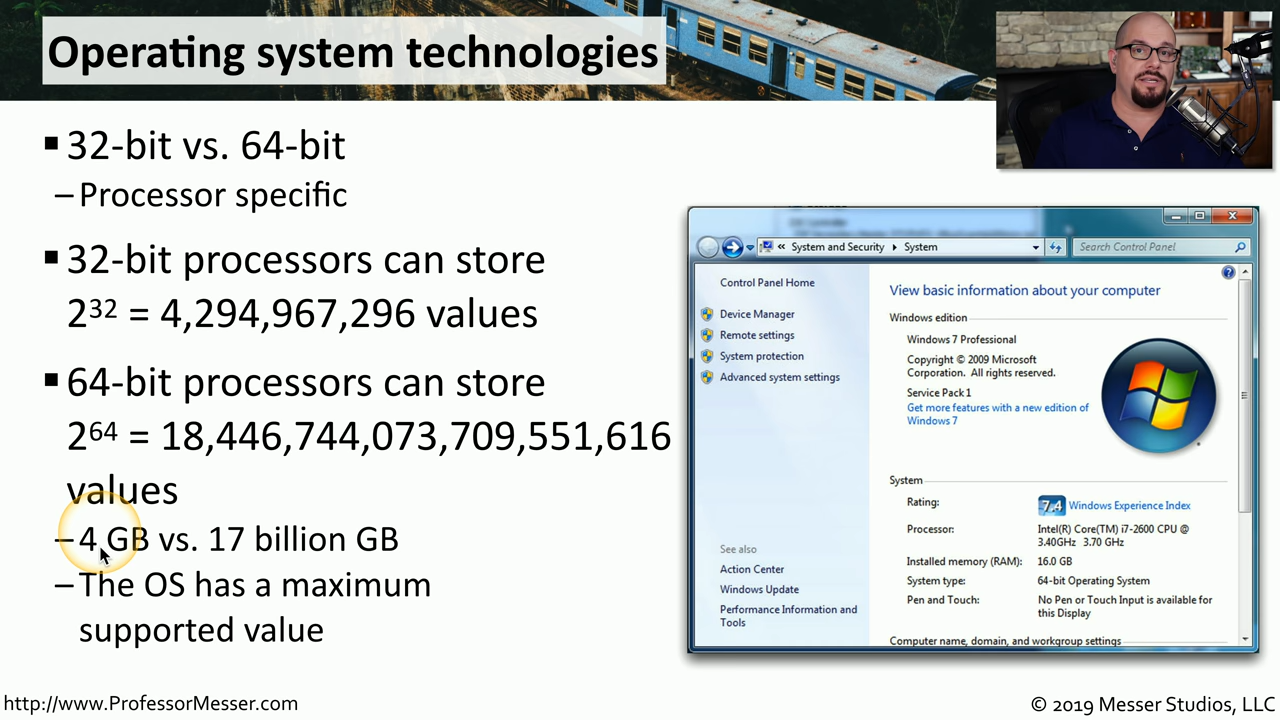 Operating system technologies
▪ 32-bit vs. 64-bit
– Processor specific
▪ 32-bit processors can store
2³² = 4,294,967,296 values
▪ 64-bit processors can store
2⁶⁴ = 18,446,744,073,709,551,616
values
– 4 GB vs. 17 billion GB
– The OS has a maximum
supported value
« System and Security ▸ System
Search Control Panel
Control Panel Home
Device Manager
Remote settings
System protection
Advanced system settings
See also
Action Center
Windows Update
Performance Information and
Tools
View basic information about your computer
Windows edition
Windows 7 Professional
Copyright © 2009 Microsoft
Corporation. All rights reserved.
Service Pack 1
Get more features with a new edition of
Windows 7
System
Rating: 7.4 Windows Experience Index
Processor: Intel(R) Core(TM) i7-2600 CPU @
3.40GHz 3.70 GHz
Installed memory (RAM): 16.0 GB
System type: 64-bit Operating System
Pen and Touch: No Pen or Touch Input is available for
this Display
Computer name, domain, and workgroup settings
http://www.ProfessorMesser.com
© 2019 Messer Studios, LLC